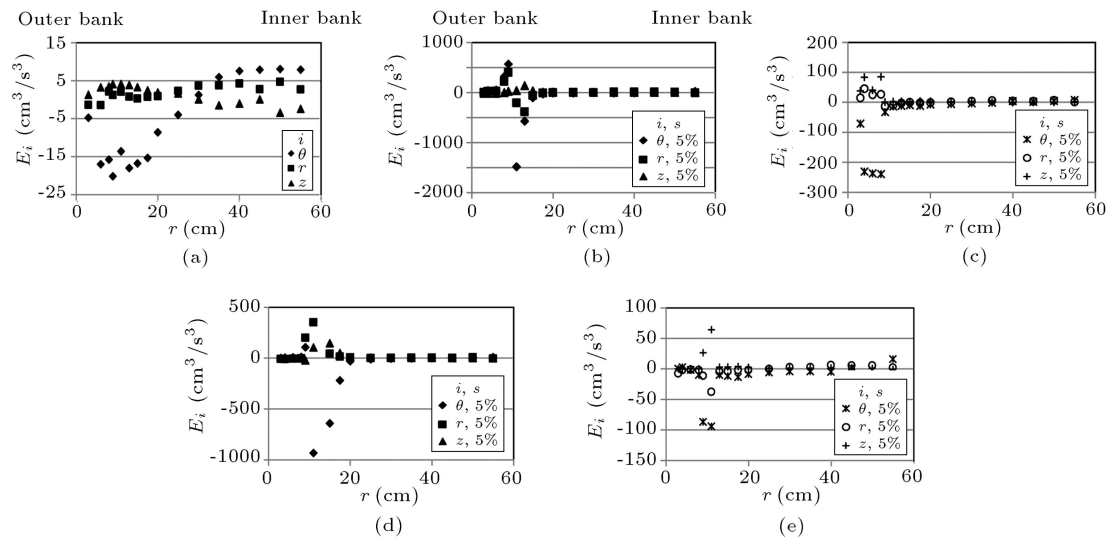 Outer bank
Inner bank
Outer bank
Inner bank
15
5
-5
-15
-25
0
20
40
60
E_i (cm^3/s^3)
r (cm)
i
θ
r
z
(a)
1000
0
-1000
-2000
0
20
40
60
E_i (cm^3/s^3)
r (cm)
i, s
θ, 5%
r, 5%
z, 5%
(b)
200
100
0
-100
-200
-300
0
20
40
60
E_i (cm^3/s^3)
r (cm)
i, s
θ, 5%
r, 5%
z, 5%
(c)
500
0
-500
-1000
0
20
40
60
E_i (cm^3/s^3)
r (cm)
i, s
θ, 5%
r, 5%
z, 5%
(d)
100
50
0
-50
-100
-150
0
20
40
60
E_i (cm^3/s^3)
r (cm)
i, s
θ, 5%
r, 5%
z, 5%
(e)